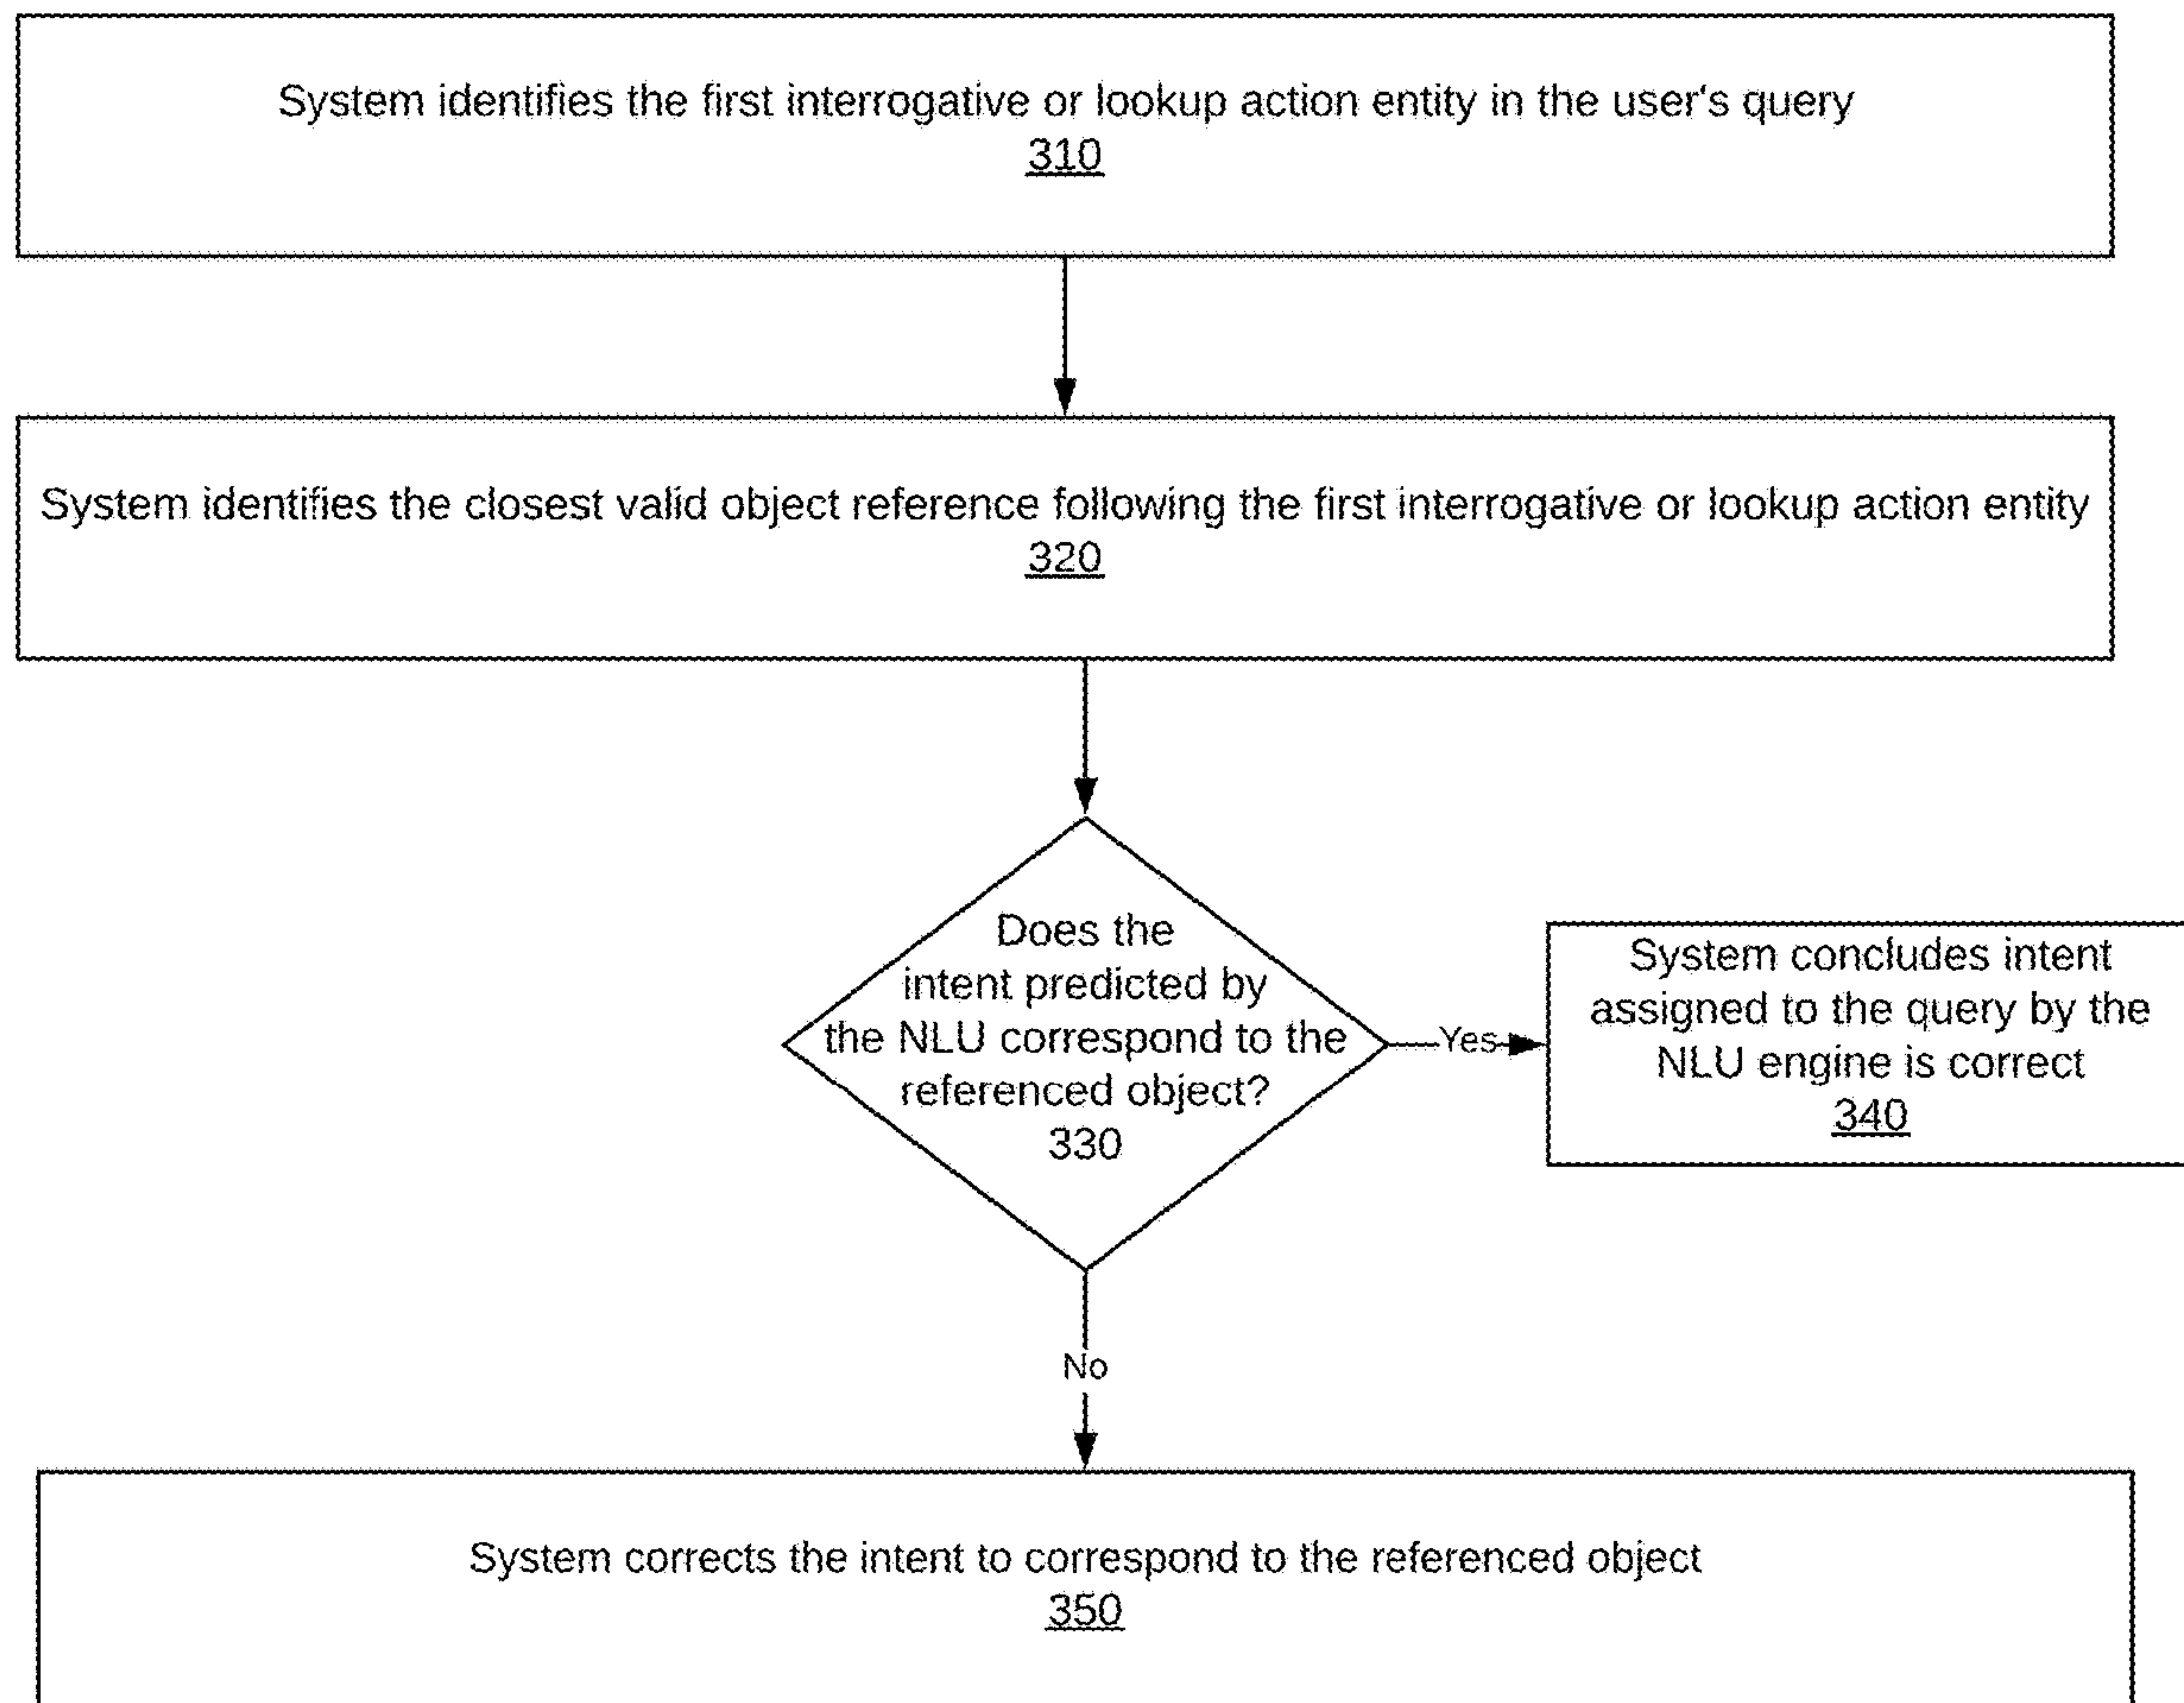 System identifies the first interrogative or lookup action entity in the user's query
310
System identifies the closest valid object reference following the first interrogative or lookup action entity
320
Does the
intent predicted by
the NLU correspond to the
referenced object?
330
Yes
System concludes intent
assigned to the query by the
NLU engine is correct
340
No
System corrects the intent to correspond to the referenced object
350